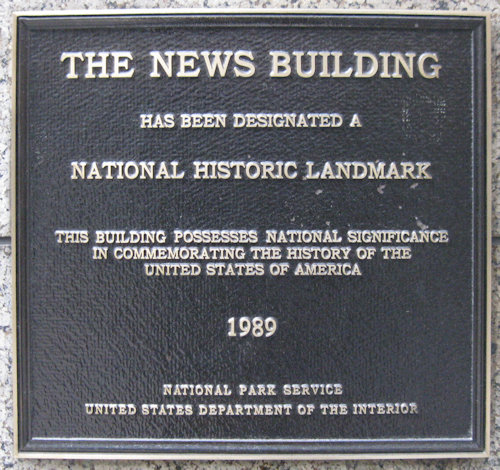 THE NEWS BUILDING
HAS BEEN DESIGNATED A
NATIONAL HISTORIC LANDMARK
THIS BUILDING POSSESSES NATIONAL SIGNIFICANCE
IN COMMEMORATING THE HISTORY OF THE
UNITED STATES OF AMERICA
1989
NATIONAL PARK SERVICE
UNITED STATES DEPARTMENT OF THE INTERIOR